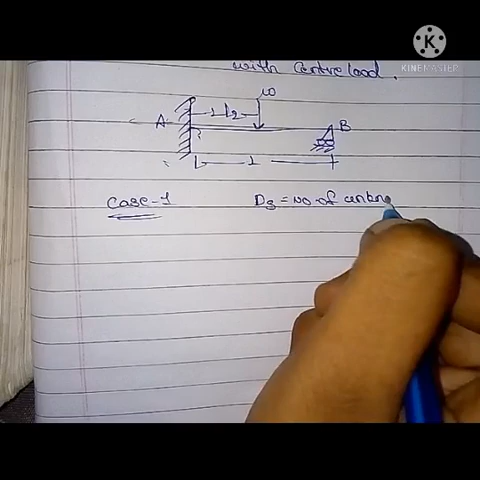 K
KINEMASTER
with Centre load.
w
l/2
A
B
l
Case-1
Ds = no of unkno